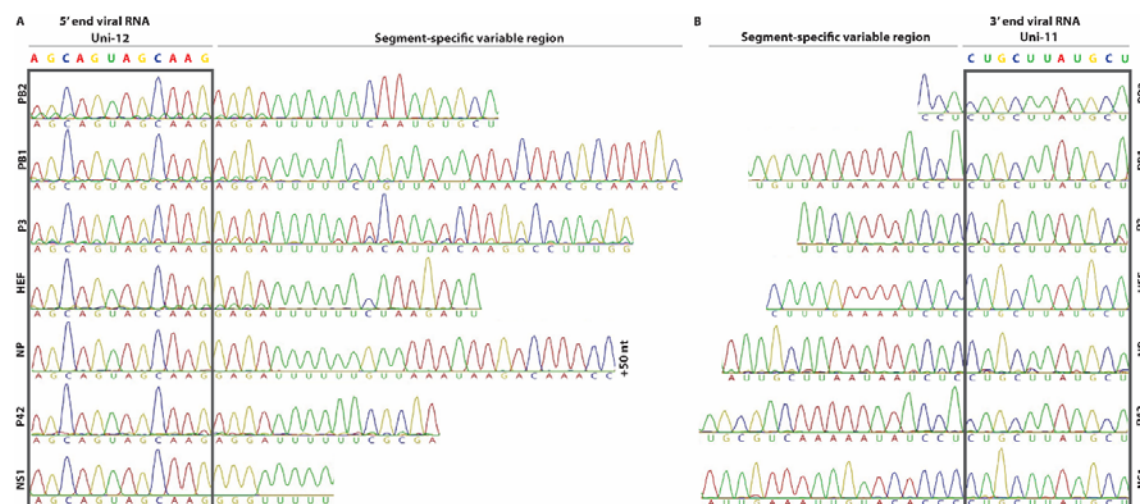 A
5' end viral RNA
Uni-12
Segment-specific variable region
A G C A G U A G C A A G
PB2
A G C A G U A G C A A G A G G A U U U U U U C A A U G U G C U
PB1
A G C A G U A G C A A G A G G A U U U U U C U G U U A U U A A A C A A C G C A A A G C
P3
A G C A G U A G C A A G G A G A U U U U U A A C A U U A C A A G G C C U U U G G
HEF
A G C A G U A G C A A G G A G A U U U U U U C U A A G A U U
NP
A G C A G U A G C A A G G A G A U U U U U U G U U A A A U A A G A C A A A C C
+50 nt
P42
A G C A G U A G C A A G A G G A U U U U U U C G C G A
NS1
A G C A G U A G C A A G G G G U U U U U
B
3' end viral RNA
Segment-specific variable region
Uni-11
C U G C U U A U G C U
C C U C U G C U U A U G C U
U G U U A U A A A A U C C U C U G C U U A U G C U
U U C U A A A U C U C C U G C U U A U G C U
C U U U U A A A A U C U C C U G C U U A U G C U
A U U G C U U A A U A A U C U C C U G C U U A U G C U
U G C G U C A A A A A U A U C C U C U G C U U A U G C U